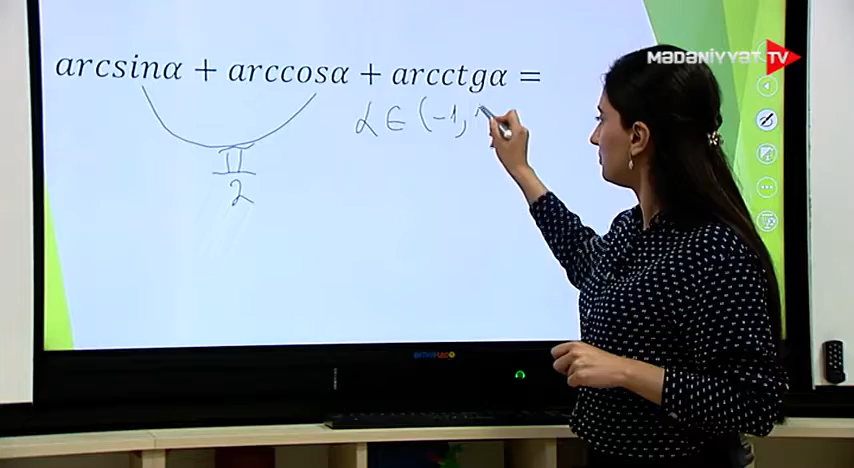 MƏDƏNİYYƏT TV
arcsinα + arccosα + arcctgα =
α ∈ (-1,
π
2